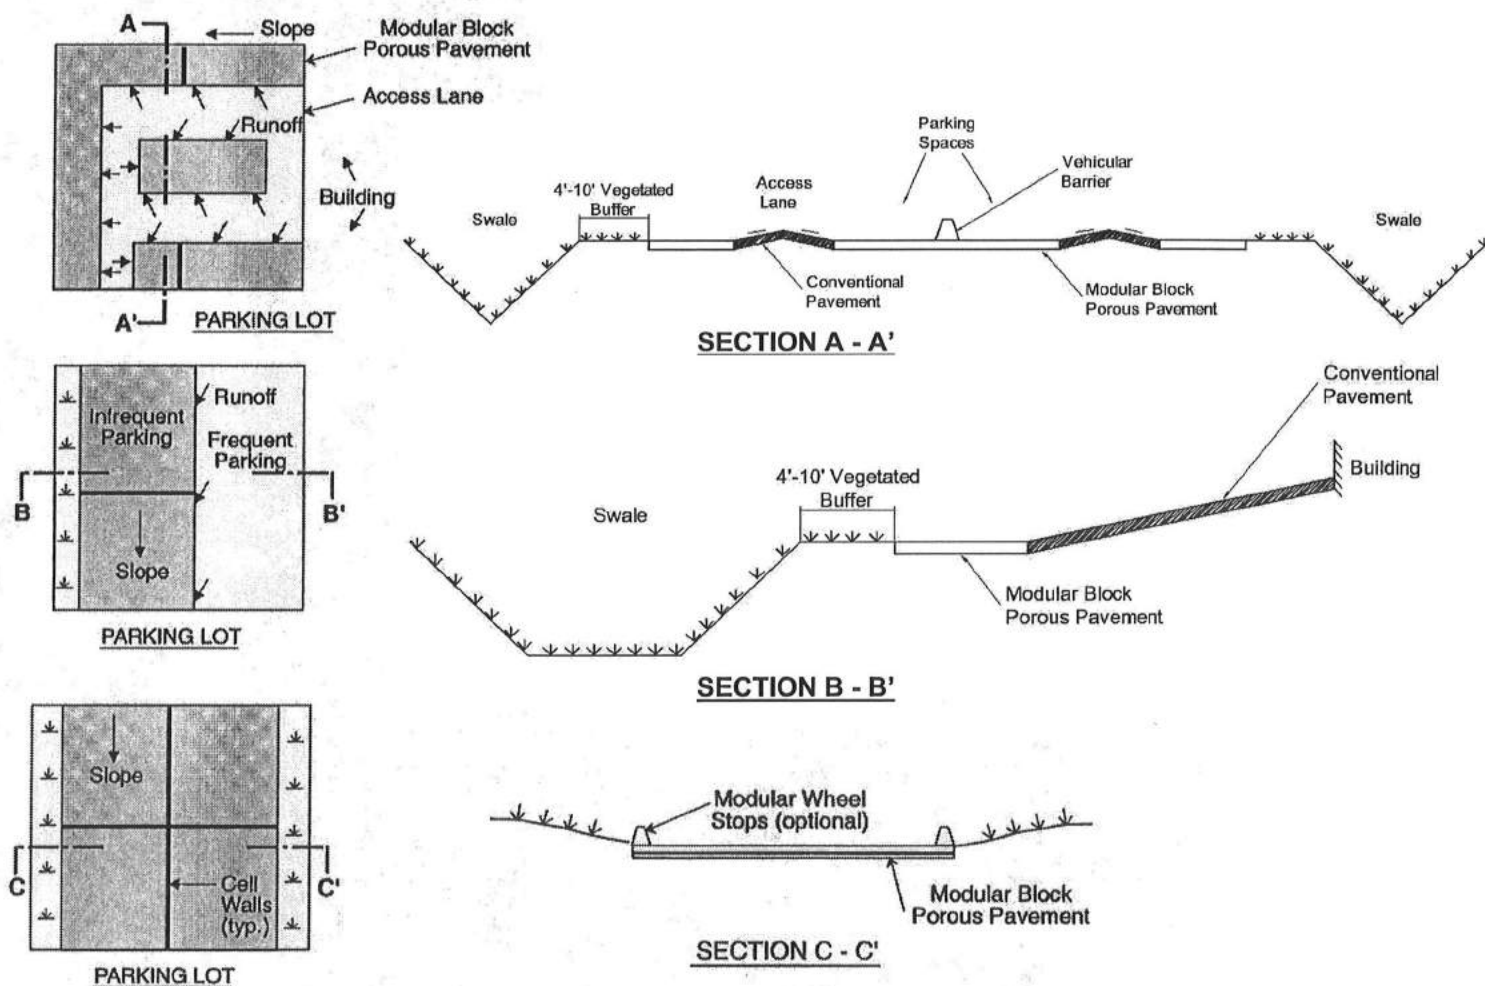 A
Slope
Modular Block
Porous Pavement
Access Lane
Runoff
Building
A'
PARKING LOT
Swale
4'-10' Vegetated
Buffer
Access
Lane
Parking
Spaces
Vehicular
Barrier
Swale
Conventional
Pavement
Modular Block
Porous Pavement
SECTION A - A'
Infrequent
Parking
Runoff
Frequent
Parking
B
B'
Slope
PARKING LOT
Swale
4'-10' Vegetated
Buffer
Conventional
Pavement
Building
Modular Block
Porous Pavement
SECTION B - B'
Slope
C
C'
Cell
Walls
(typ.)
PARKING LOT
Modular Wheel
Stops (optional)
Modular Block
Porous Pavement
SECTION C - C'